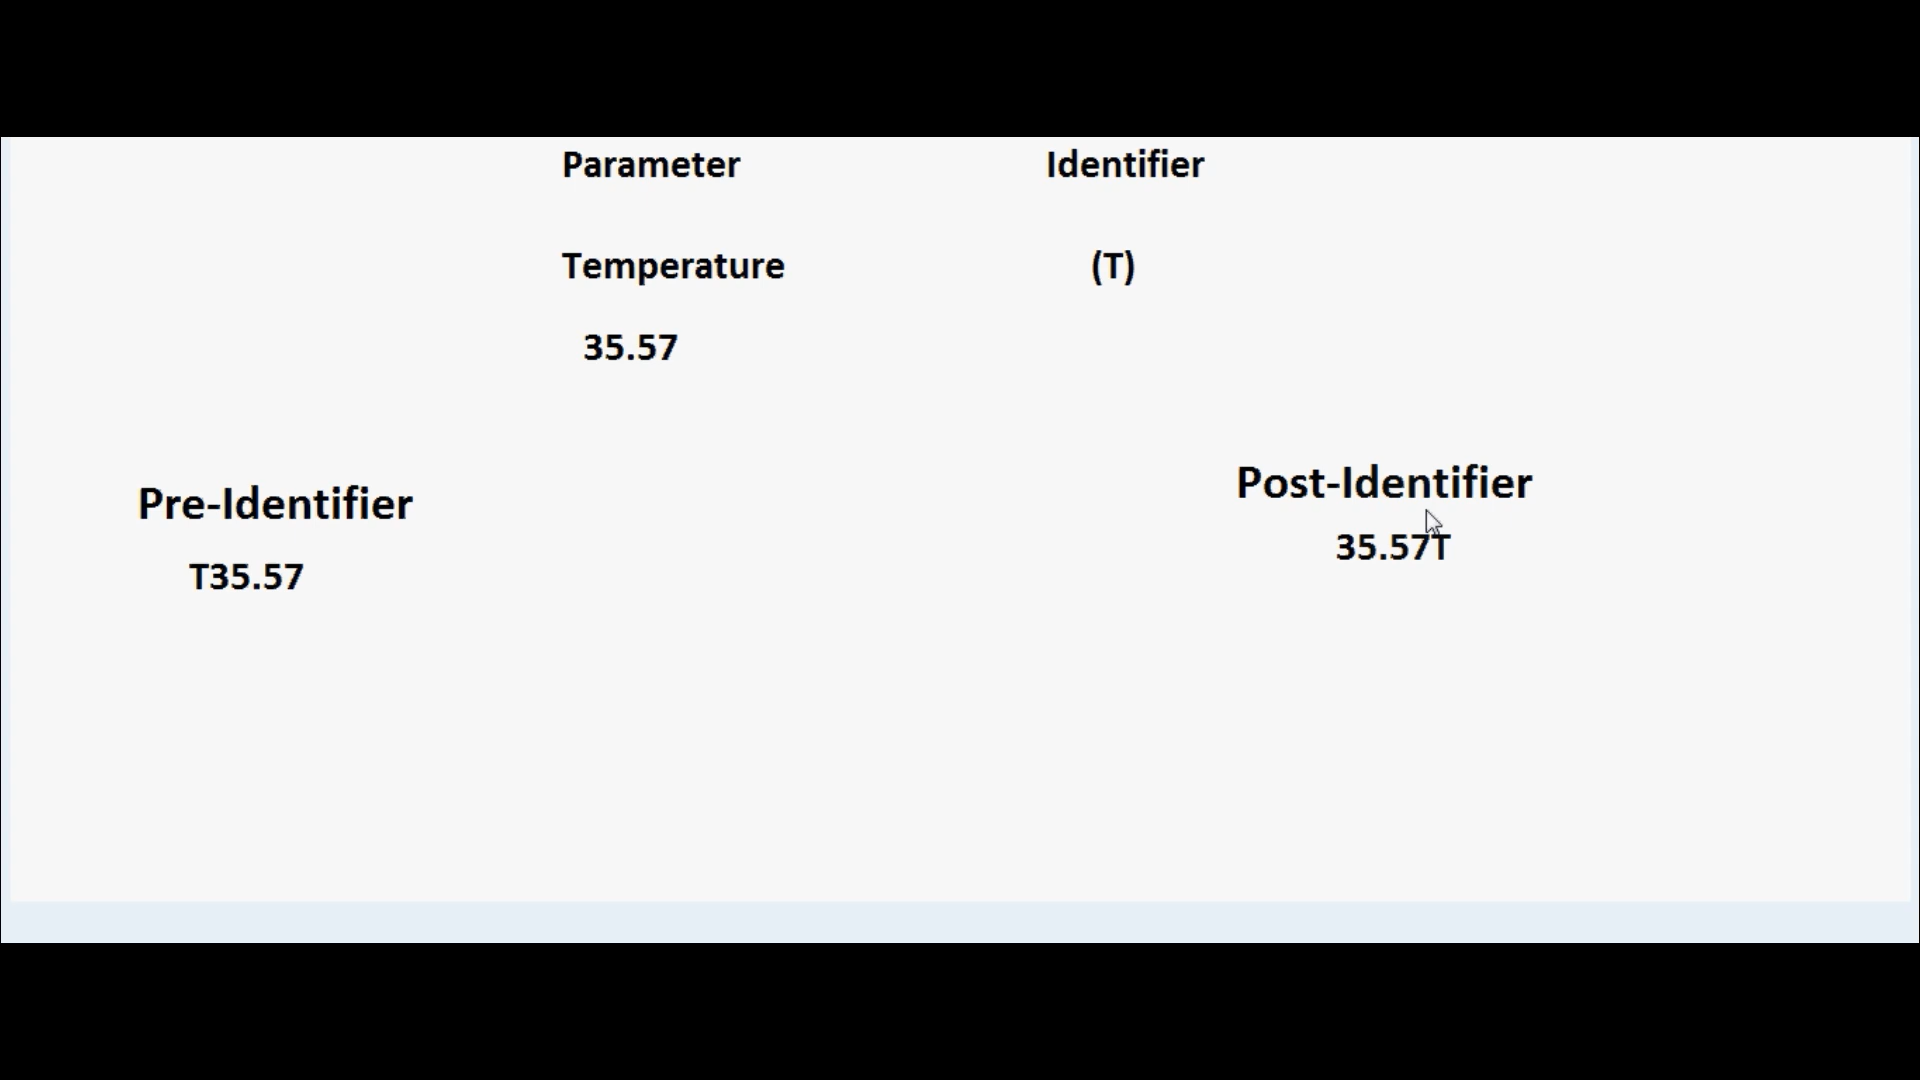 Parameter Identifier
Temperature (T)
35.57
Pre-Identifier
T35.57
Post-Identifier
35.57T